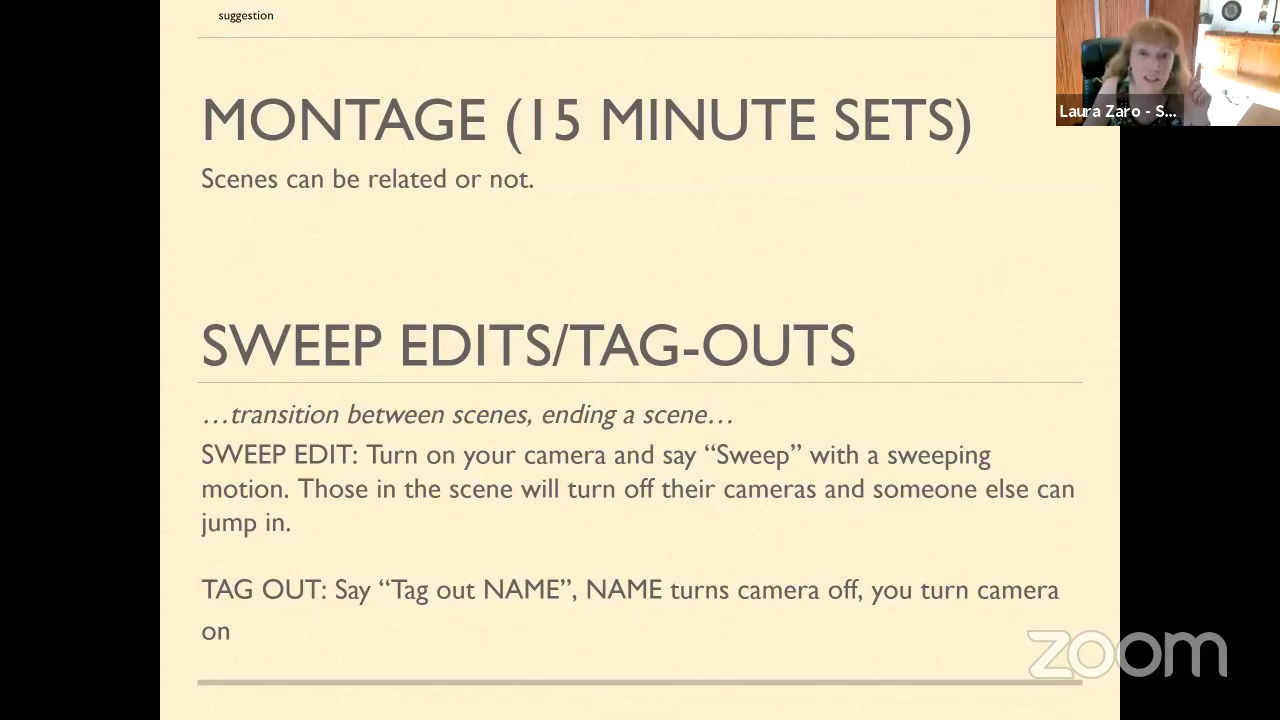 suggestion
MONTAGE (15 MINUTE SETS)
Laura Zaro - S...
Scenes can be related or not.
SWEEP EDITS/TAG-OUTS
…transition between scenes, ending a scene…
SWEEP EDIT: Turn on your camera and say “Sweep” with a sweeping
motion. Those in the scene will turn off their cameras and someone else can
jump in.
TAG OUT: Say “Tag out NAME”, NAME turns camera off, you turn camera
on
zoom